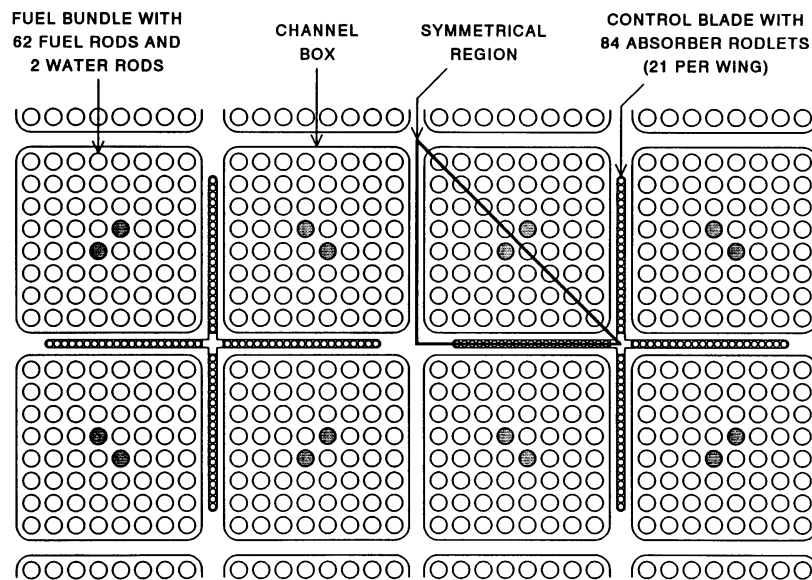 FUEL BUNDLE WITH
62 FUEL RODS AND
2 WATER RODS
CHANNEL
BOX
SYMMETRICAL
REGION
CONTROL BLADE WITH
84 ABSORBER RODLETS
(21 PER WING)